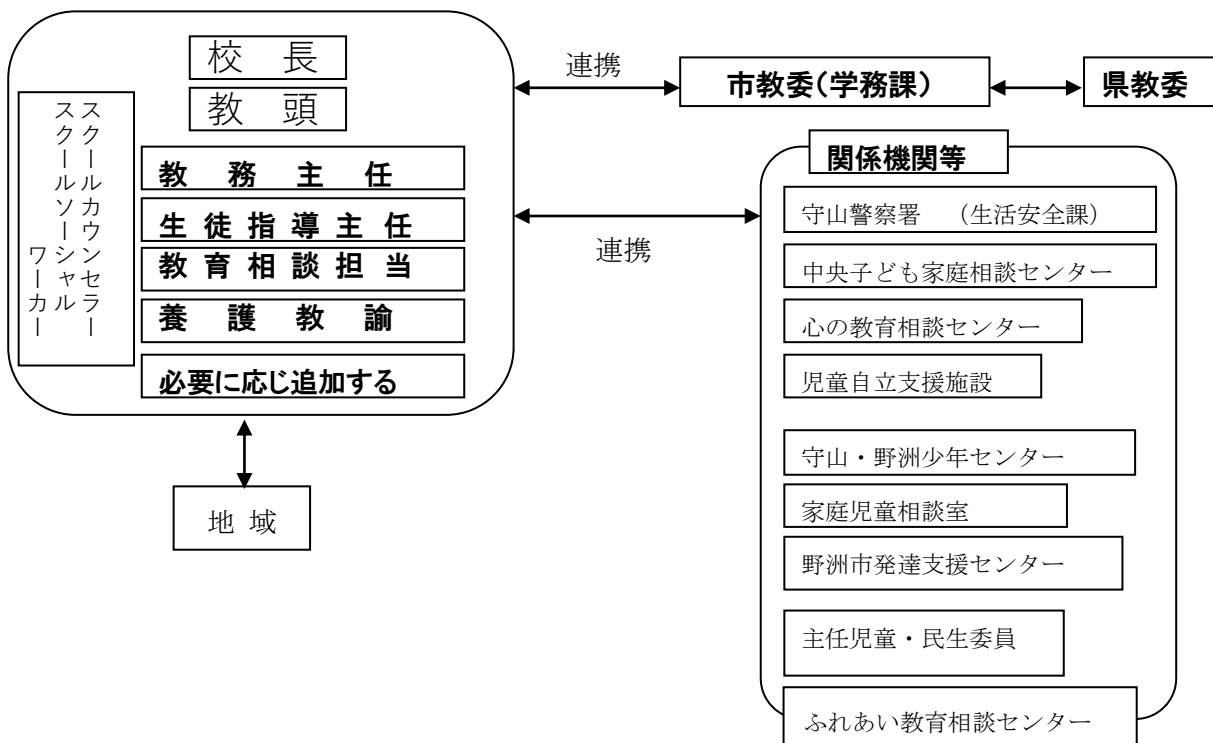 校　長
教　頭
スクールカウンセラー
スクールソーシャル
ワーカー
教　務　主　任
生 徒 指 導 主 任
教 育 相 談 担 当
養　護　教　諭
必要に応じ追加する
地 域
連携
市教委（学務課）
県教委
連携
関係機関等
守山警察署　（生活安全課）
中央子ども家庭相談センター
心の教育相談センター
児童自立支援施設
守山・野洲少年センター
家庭児童相談室
野洲市発達支援センター
主任児童・民生委員
ふれあい教育相談センター